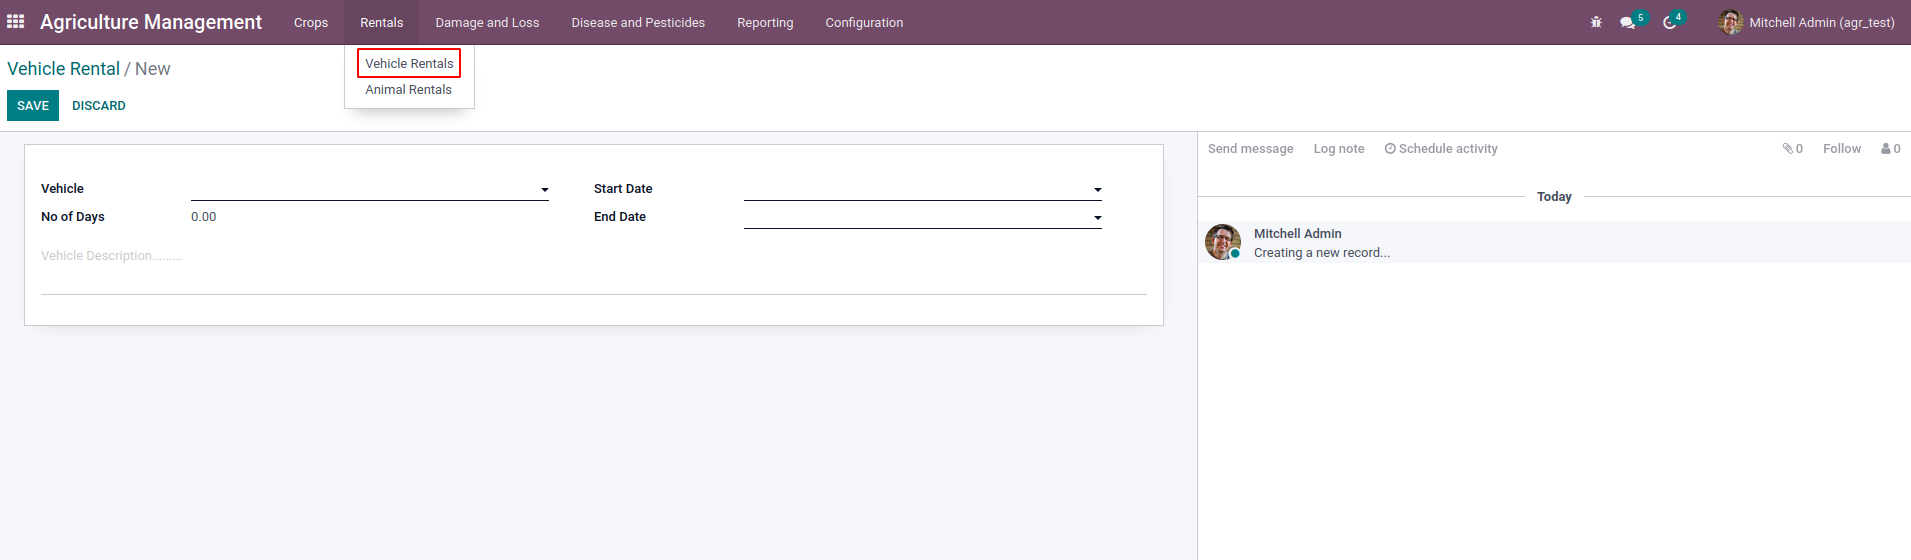 Agriculture Management Crops Rentals Damage and Loss Disease and Pesticides Reporting Configuration 5 4 Mitchell Admin (agr_test)
Vehicle Rentals
Animal Rentals
Vehicle Rental / New
SAVE DISCARD
Send message Log note Schedule activity 0 Follow 0
Vehicle Start Date
No of Days 0.00 End Date
Vehicle Description.........
Today
Mitchell Admin
Creating a new record...